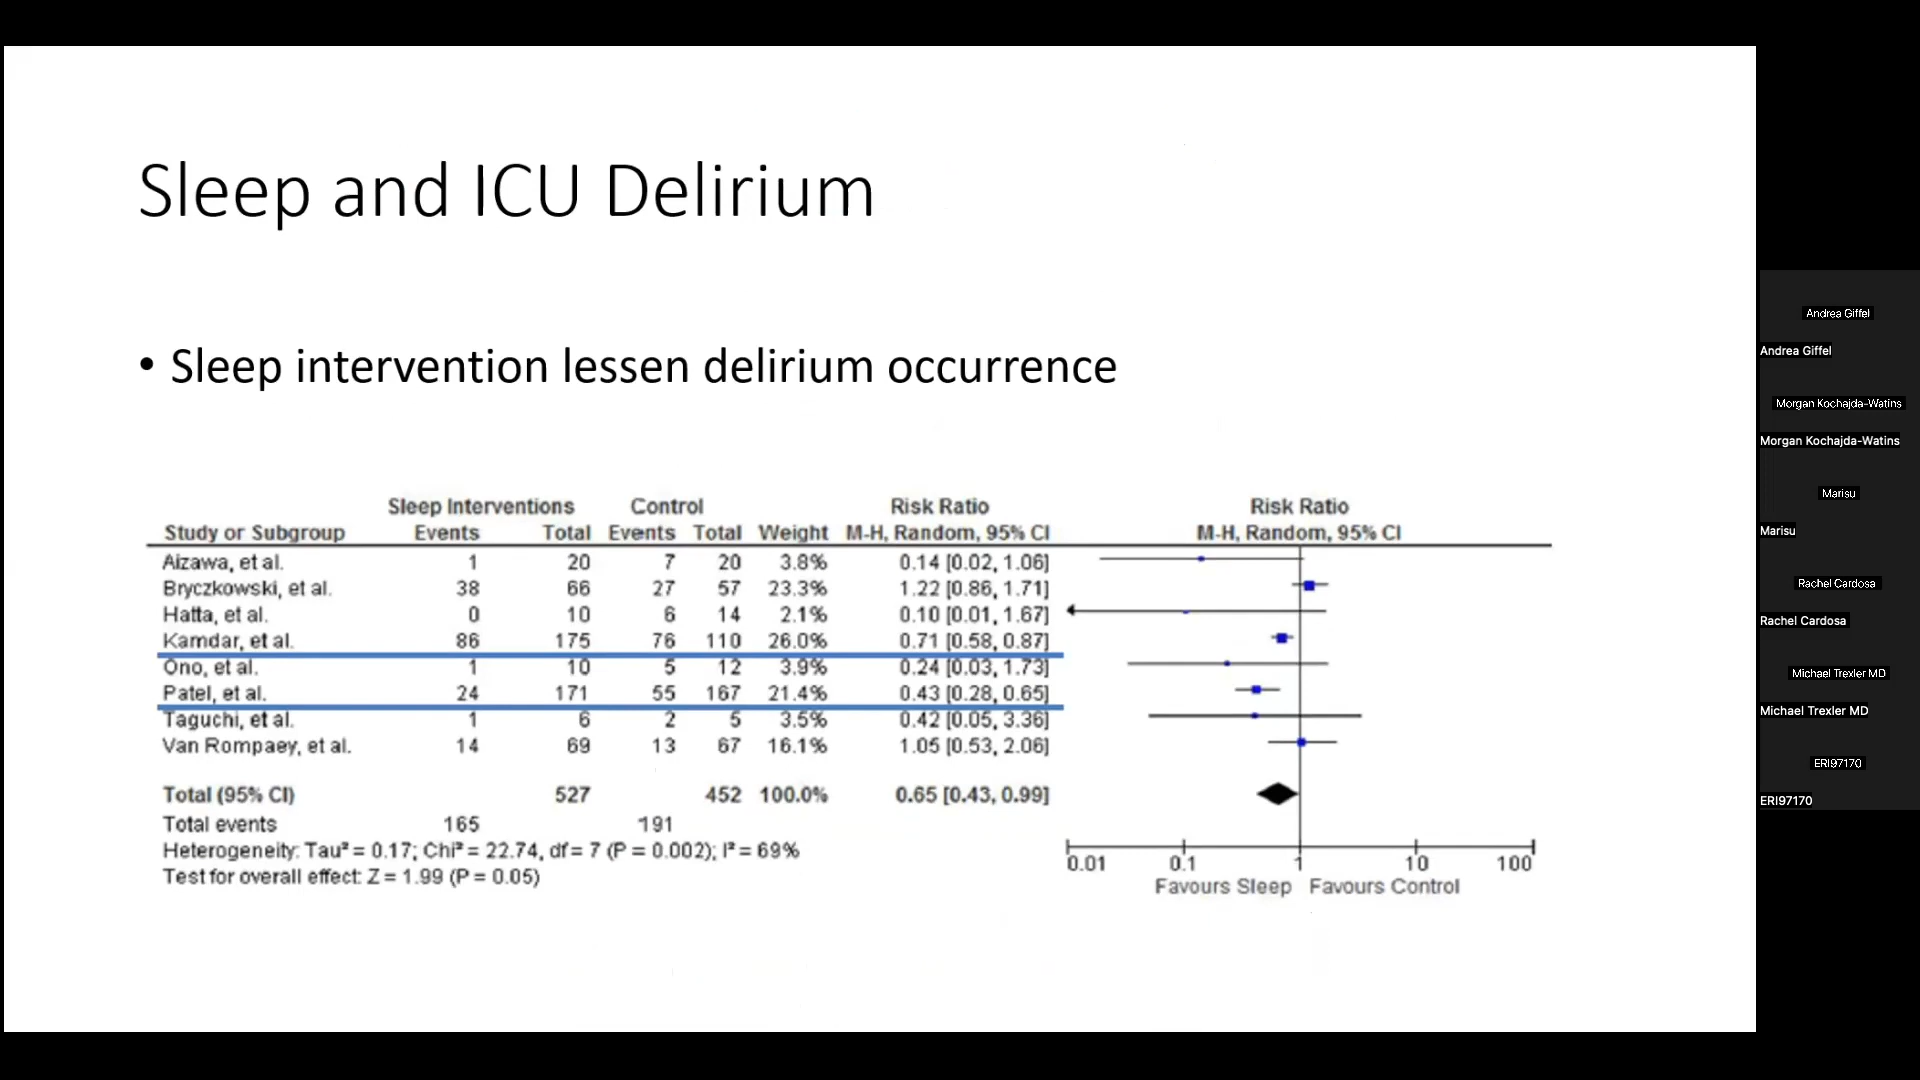 Sleep and ICU Delirium
• Sleep intervention lessen delirium occurrence
Sleep Interventions Control Risk Ratio Risk Ratio
Study or Subgroup Events Total Events Total Weight M-H, Random, 95% CI M-H, Random, 95% CI
Aizawa, et al. 1 20 7 20 3.8% 0.14 [0.02, 1.06]
Bryczkowski, et al. 38 66 27 57 23.3% 1.22 [0.86, 1.71]
Hatta, et al. 0 10 6 14 2.1% 0.10 [0.01, 1.67]
Kamdar, et al. 86 175 76 110 26.0% 0.71 [0.58, 0.87]
Ono, et al. 1 10 5 12 3.9% 0.24 [0.03, 1.73]
Patel, et al. 24 171 55 167 21.4% 0.43 [0.28, 0.65]
Taguchi, et al. 1 6 2 5 3.5% 0.42 [0.05, 3.36]
Van Rompaey, et al. 14 69 13 67 16.1% 1.05 [0.53, 2.06]
Total (95% CI) 527 452 100.0% 0.65 [0.43, 0.99]
Total events 165 191
Heterogeneity: Tau² = 0.17; Chi² = 22.74, df = 7 (P = 0.002); I² = 69%
Test for overall effect: Z = 1.99 (P = 0.05)
0.01 0.1 1 10 100
Favours Sleep Favours Control
Andrea Giffel
Andrea Giffel
Morgan Kochajda-Watins
Morgan Kochajda-Watins
Marisu
Marisu
Rachel Cardosa
Rachel Cardosa
Michael Trexler MD
Michael Trexler MD
ERI97170
ERI97170